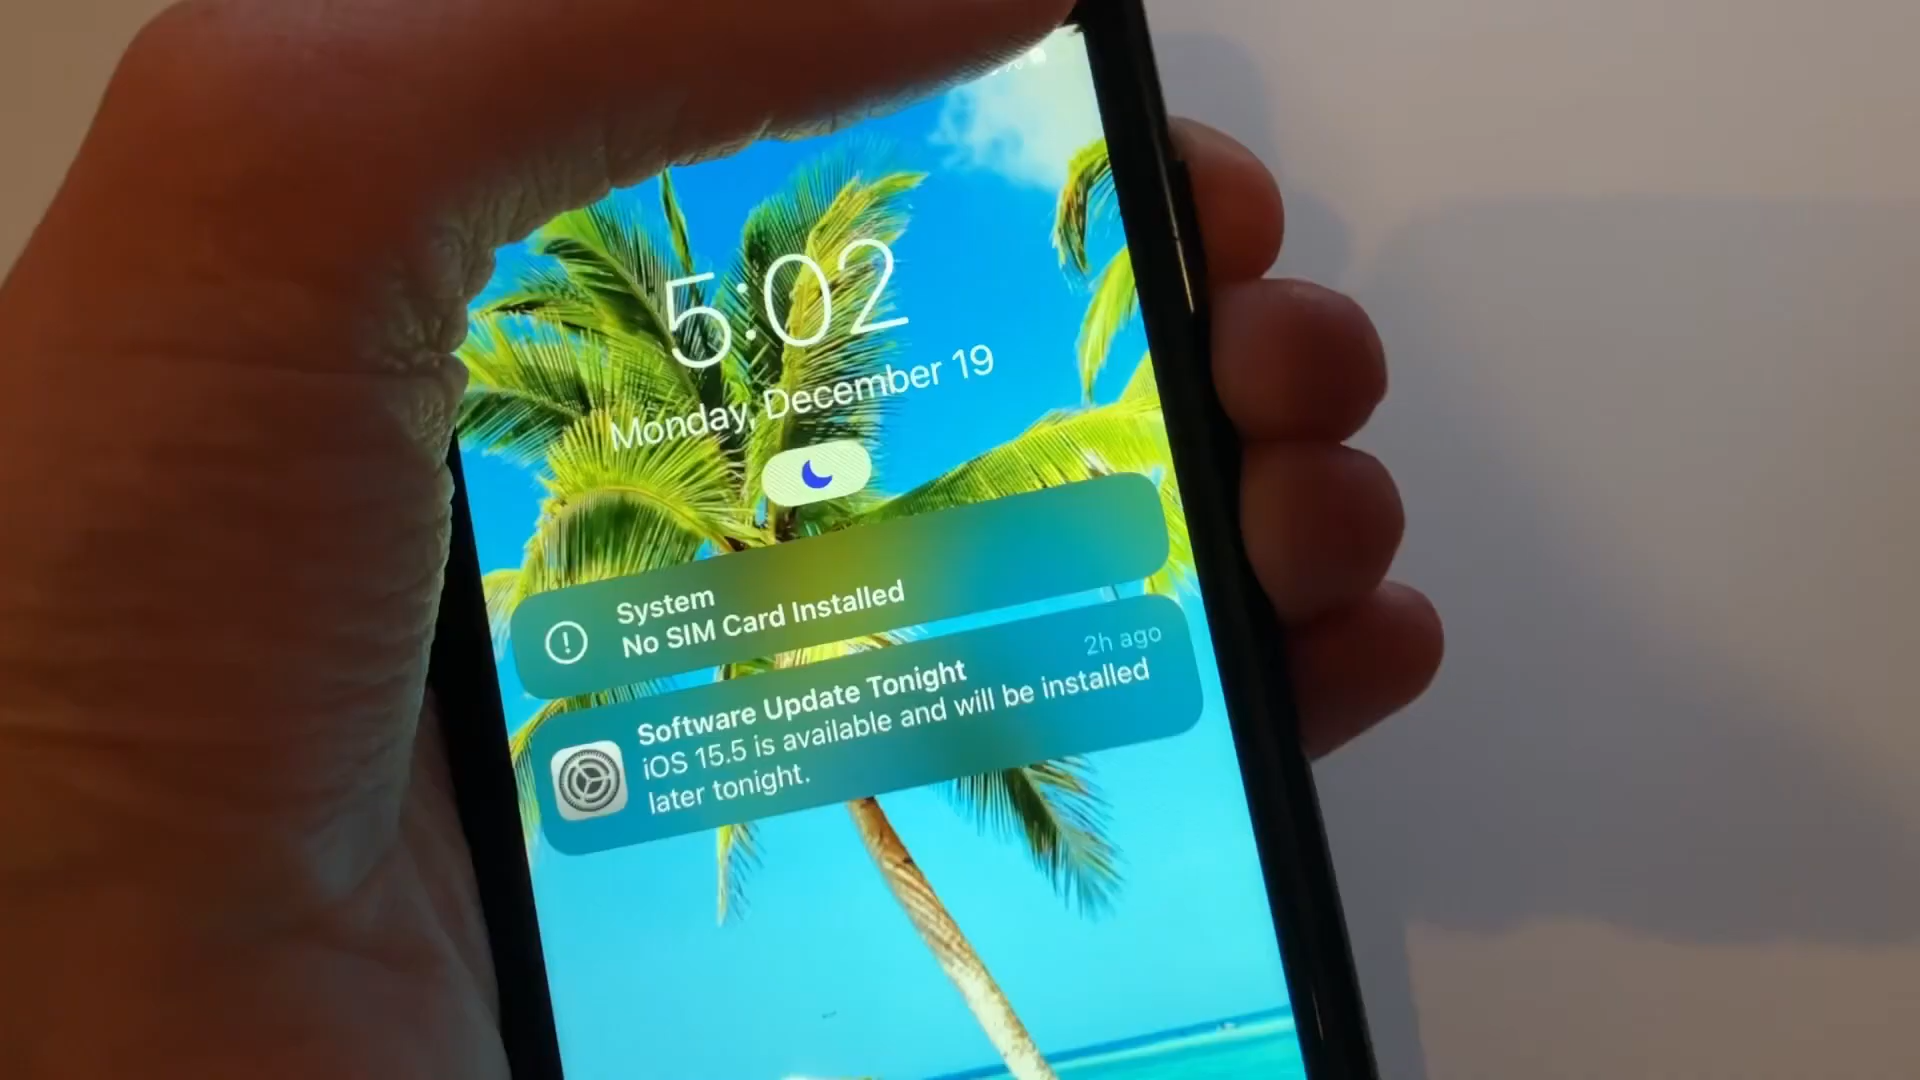 5:02
Monday, December 19
System
No SIM Card Installed
2h ago
Software Update Tonight
iOS 15.5 is available and will be installed
later tonight.